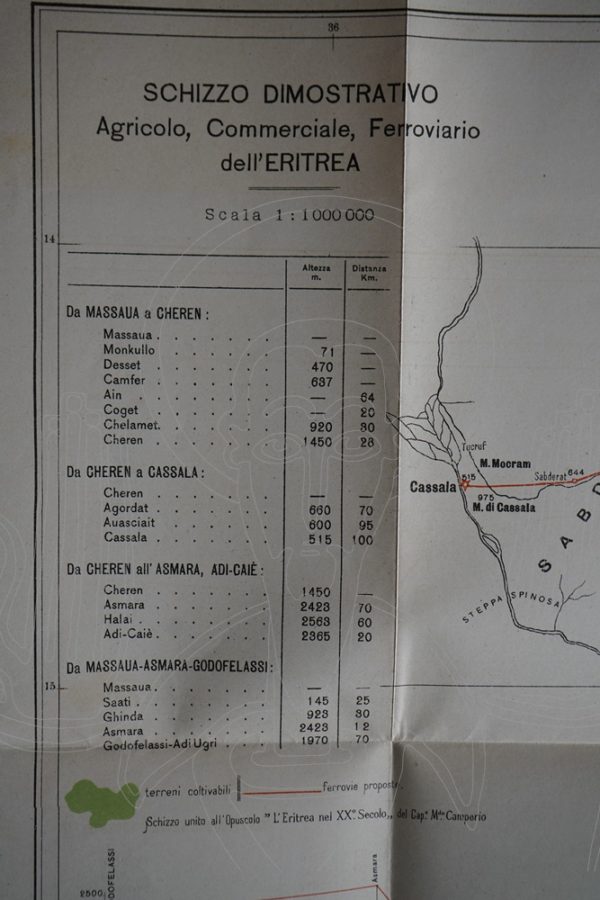 36
SCHIZZO DIMOSTRATIVO
Agricolo, Commerciale, Ferroviario
dell'ERITREA
Scala 1:1000000
14
Altezza m. Distanza Km.
Da MASSAUA a CHEREN:
Massaua . . . . . . . — —
Monkullo . . . . . . 71 —
Desset . . . . . . . 470 —
Camfer . . . . . . . 637 —
Ain . . . . . . . . — 64
Coget . . . . . . . — 20
Chelamet. . . . . . 920 30
Cheren . . . . . . . 1450 28
Da CHEREN a CASSALA:
Cheren . . . . . . . — —
Agordat . . . . . . 660 70
Auasciait . . . . . . 600 95
Cassala . . . . . . . 515 100
Da CHEREN all'ASMARA, ADI-CAIÈ:
Cheren . . . . . . . 1450 —
Asmara . . . . . . . 2423 70
Halai . . . . . . . . 2563 60
Adi-Caiè . . . . . . 2365 20
Da MASSAUA-ASMARA-GODOFELASSI:
Massaua . . . . . . . — —
Saati . . . . . . . . 145 25
Ghinda . . . . . . . 923 30
Asmara . . . . . . . 2423 12
Godofelassi-Adi Ugri . . . 1970 70
15
Tucruf
M. Mocram
Sabderat 644
Cassala 515
975
M. di Cassala
SABD
STEPPA SPINOSA
terreni coltivabili ferrovie proposte.
Schizzo unito all'Opuscolo "L'Eritrea nel XXº Secolo,, del Capº. Mlo Camperio
2500
Asmara